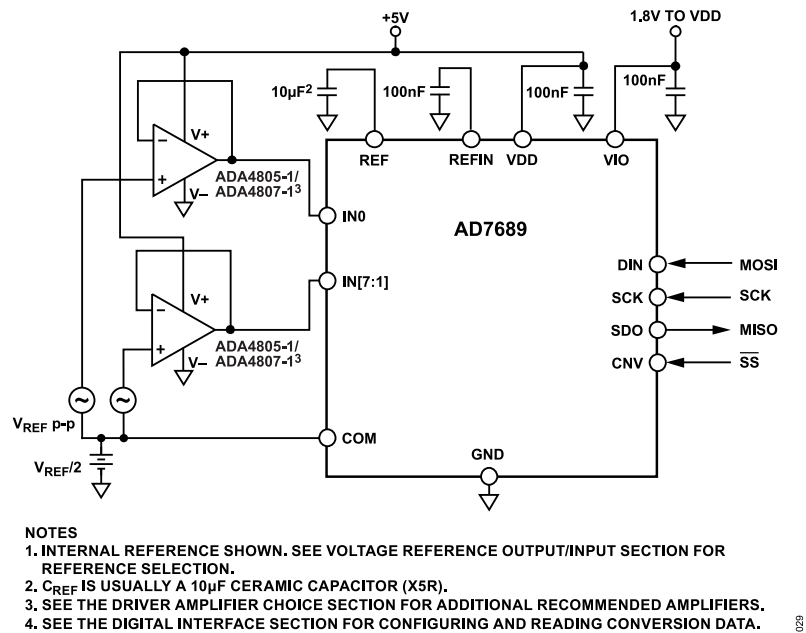 +5V
1.8V TO VDD
10µF2
100nF
100nF
100nF
V+
–
+
V–
ADA4805-1/
ADA4807-13
REF
REFIN
VDD
VIO
IN0
AD7689
IN[7:1]
V+
–
+
V–
ADA4805-1/
ADA4807-13
DIN
MOSI
SCK
SCK
SDO
MISO
CNV
SS
~
~
VREF p-p
COM
VREF/2
GND
NOTES
1. INTERNAL REFERENCE SHOWN. SEE VOLTAGE REFERENCE OUTPUT/INPUT SECTION FOR
REFERENCE SELECTION.
2. CREF IS USUALLY A 10µF CERAMIC CAPACITOR (X5R).
3. SEE THE DRIVER AMPLIFIER CHOICE SECTION FOR ADDITIONAL RECOMMENDED AMPLIFIERS.
4. SEE THE DIGITAL INTERFACE SECTION FOR CONFIGURING AND READING CONVERSION DATA.
029